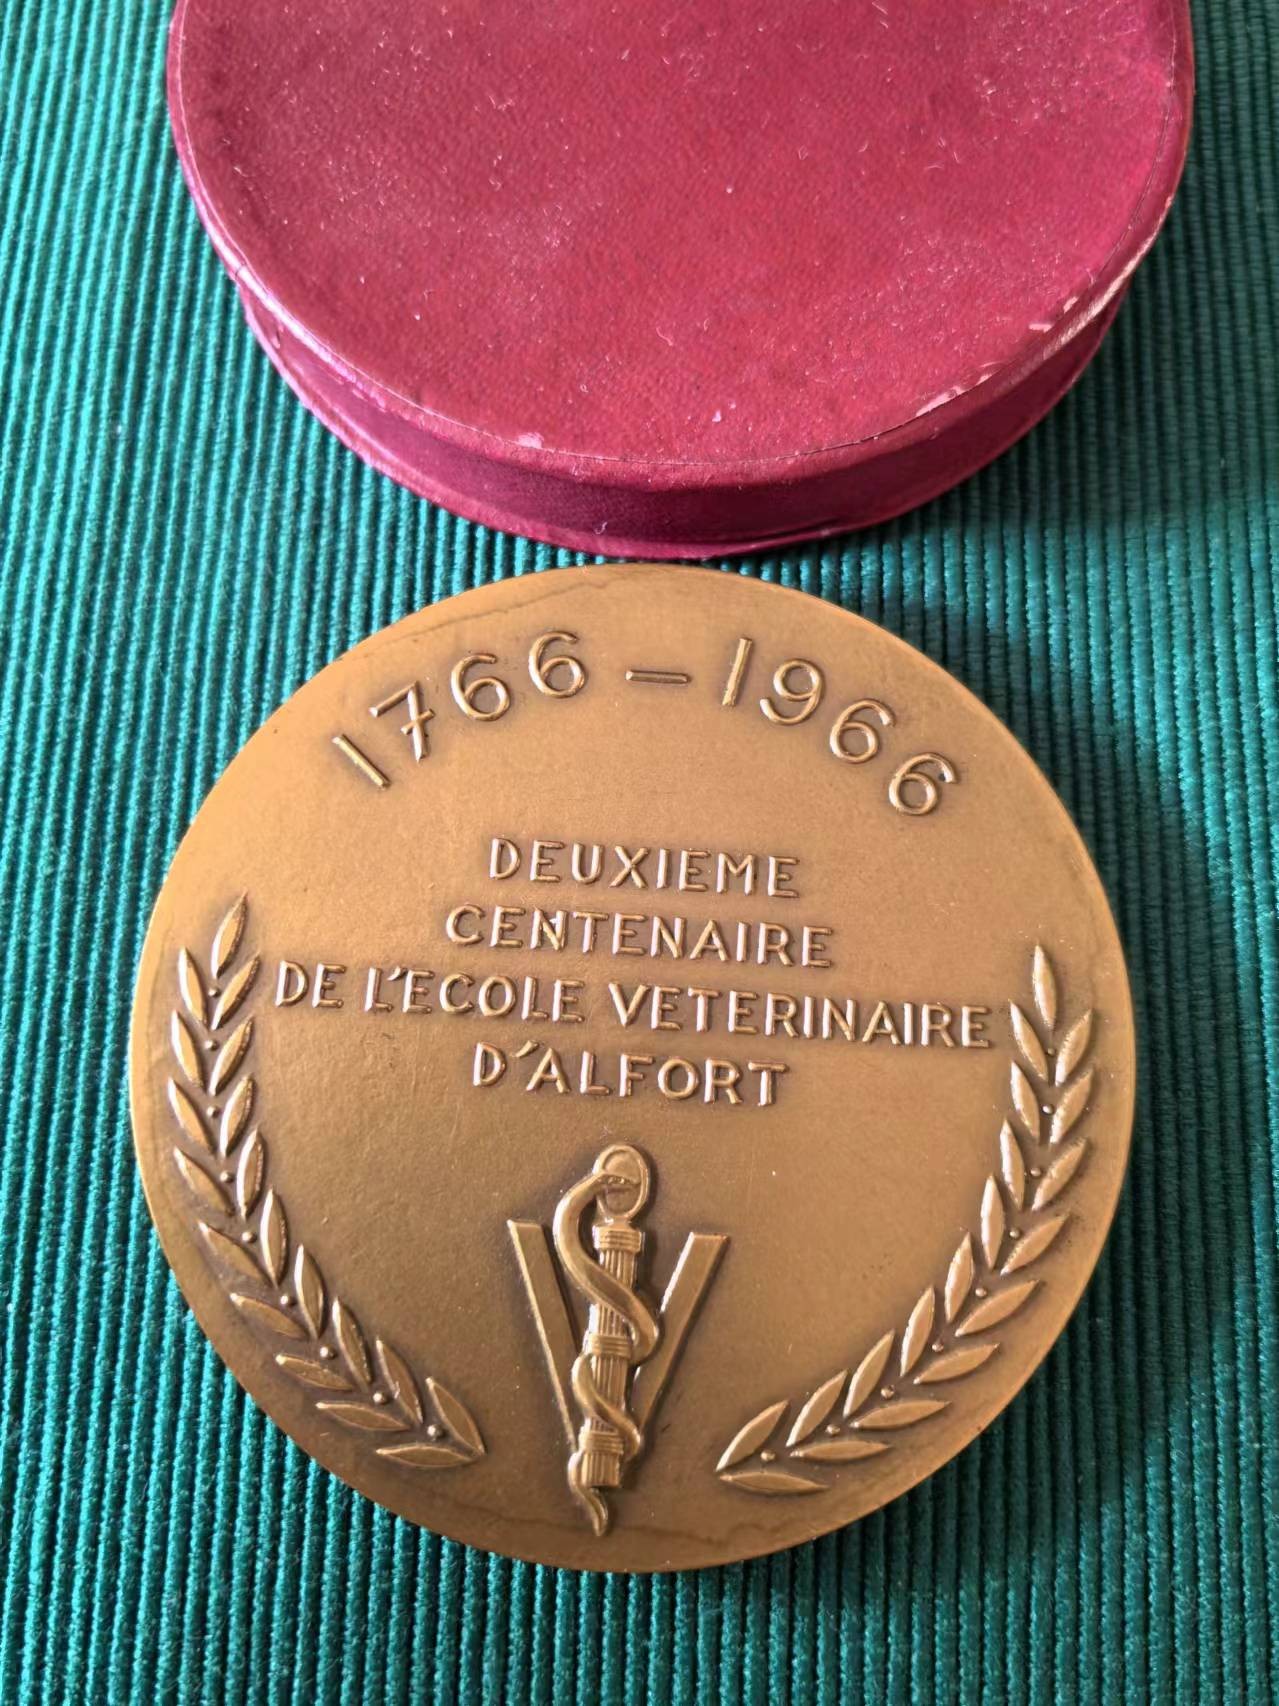 1766 – 1966
DEUXIEME
CENTENAIRE
DE L'ECOLE VETERINAIRE
D'ALFORT
V